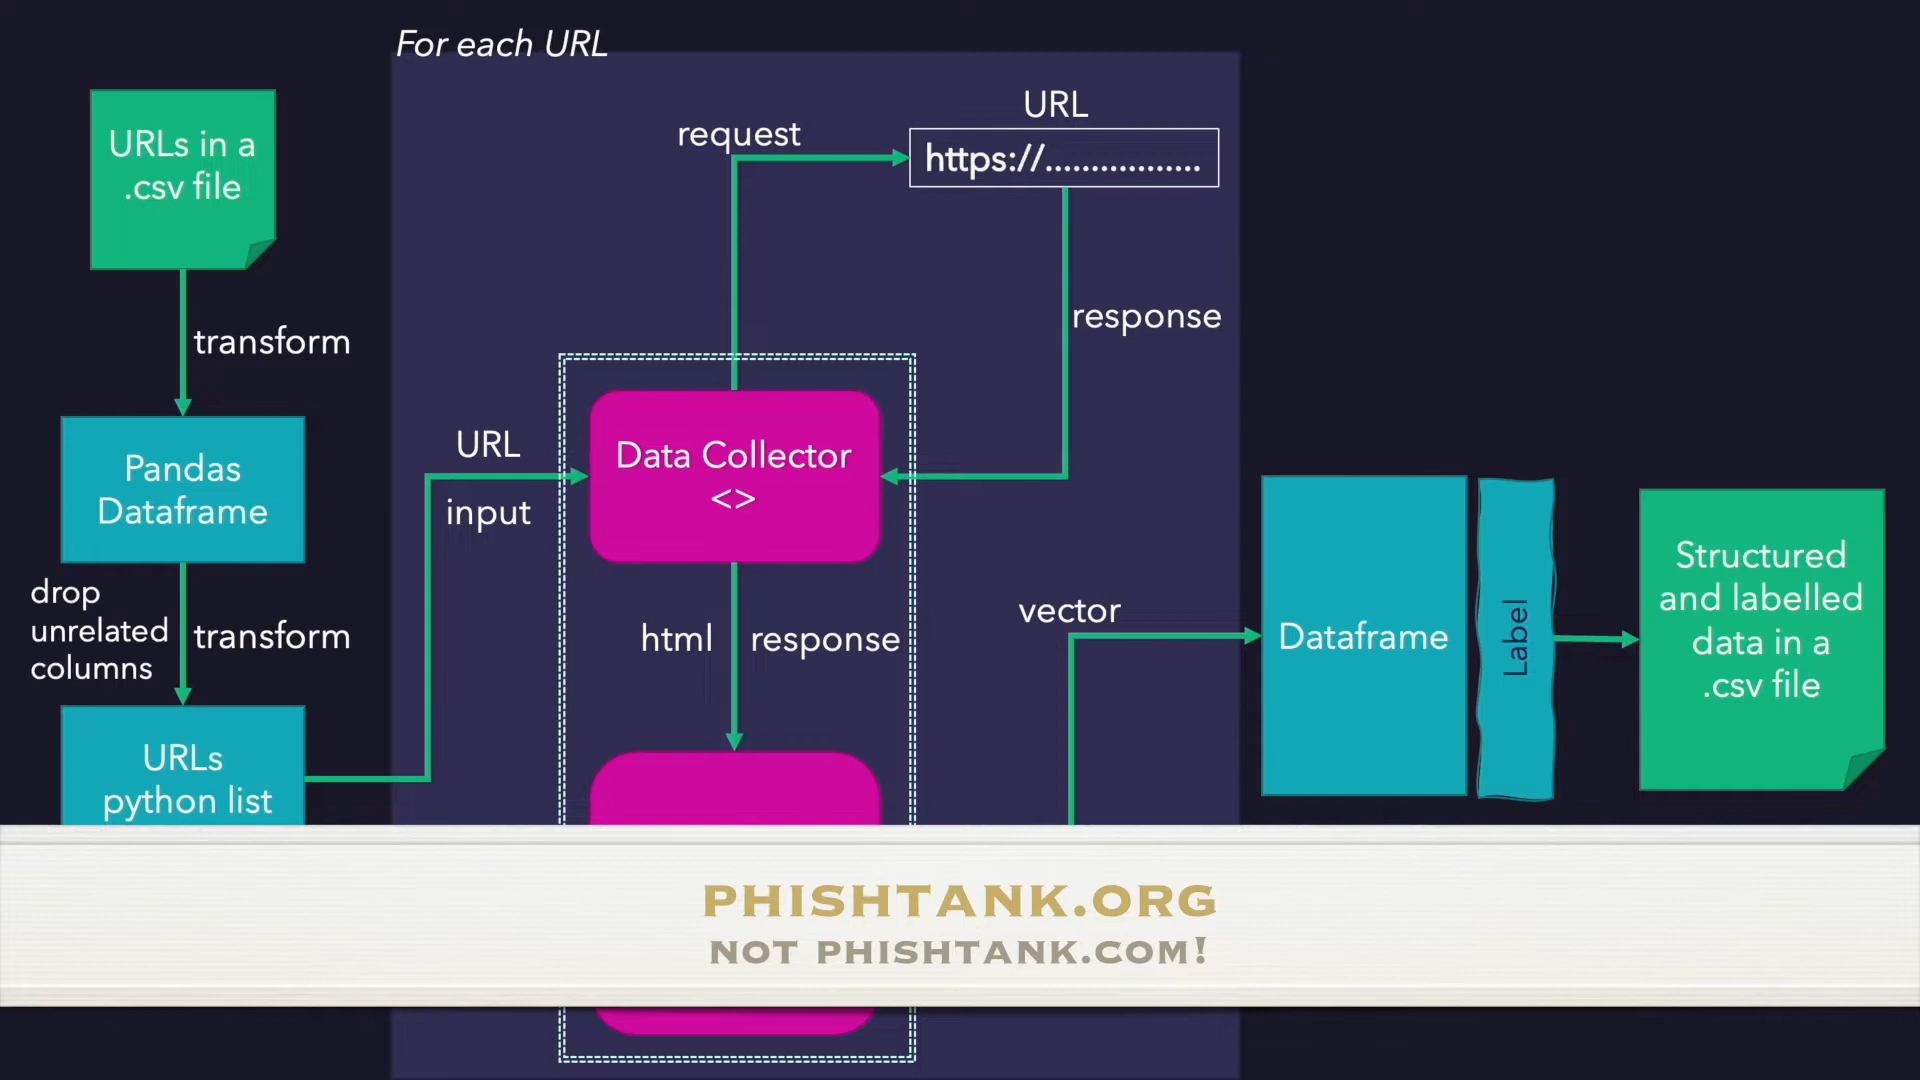 For each URL
URLs in a
.csv file
transform
Pandas
Dataframe
drop
unrelated
columns
transform
URLs
python list
URL
input
request
URL
https://.................
response
Data Collector
<>
html response
vector
Dataframe
Label
Structured
and labelled
data in a
.csv file
PHISHTANK.ORG
NOT PHISHTANK.COM!